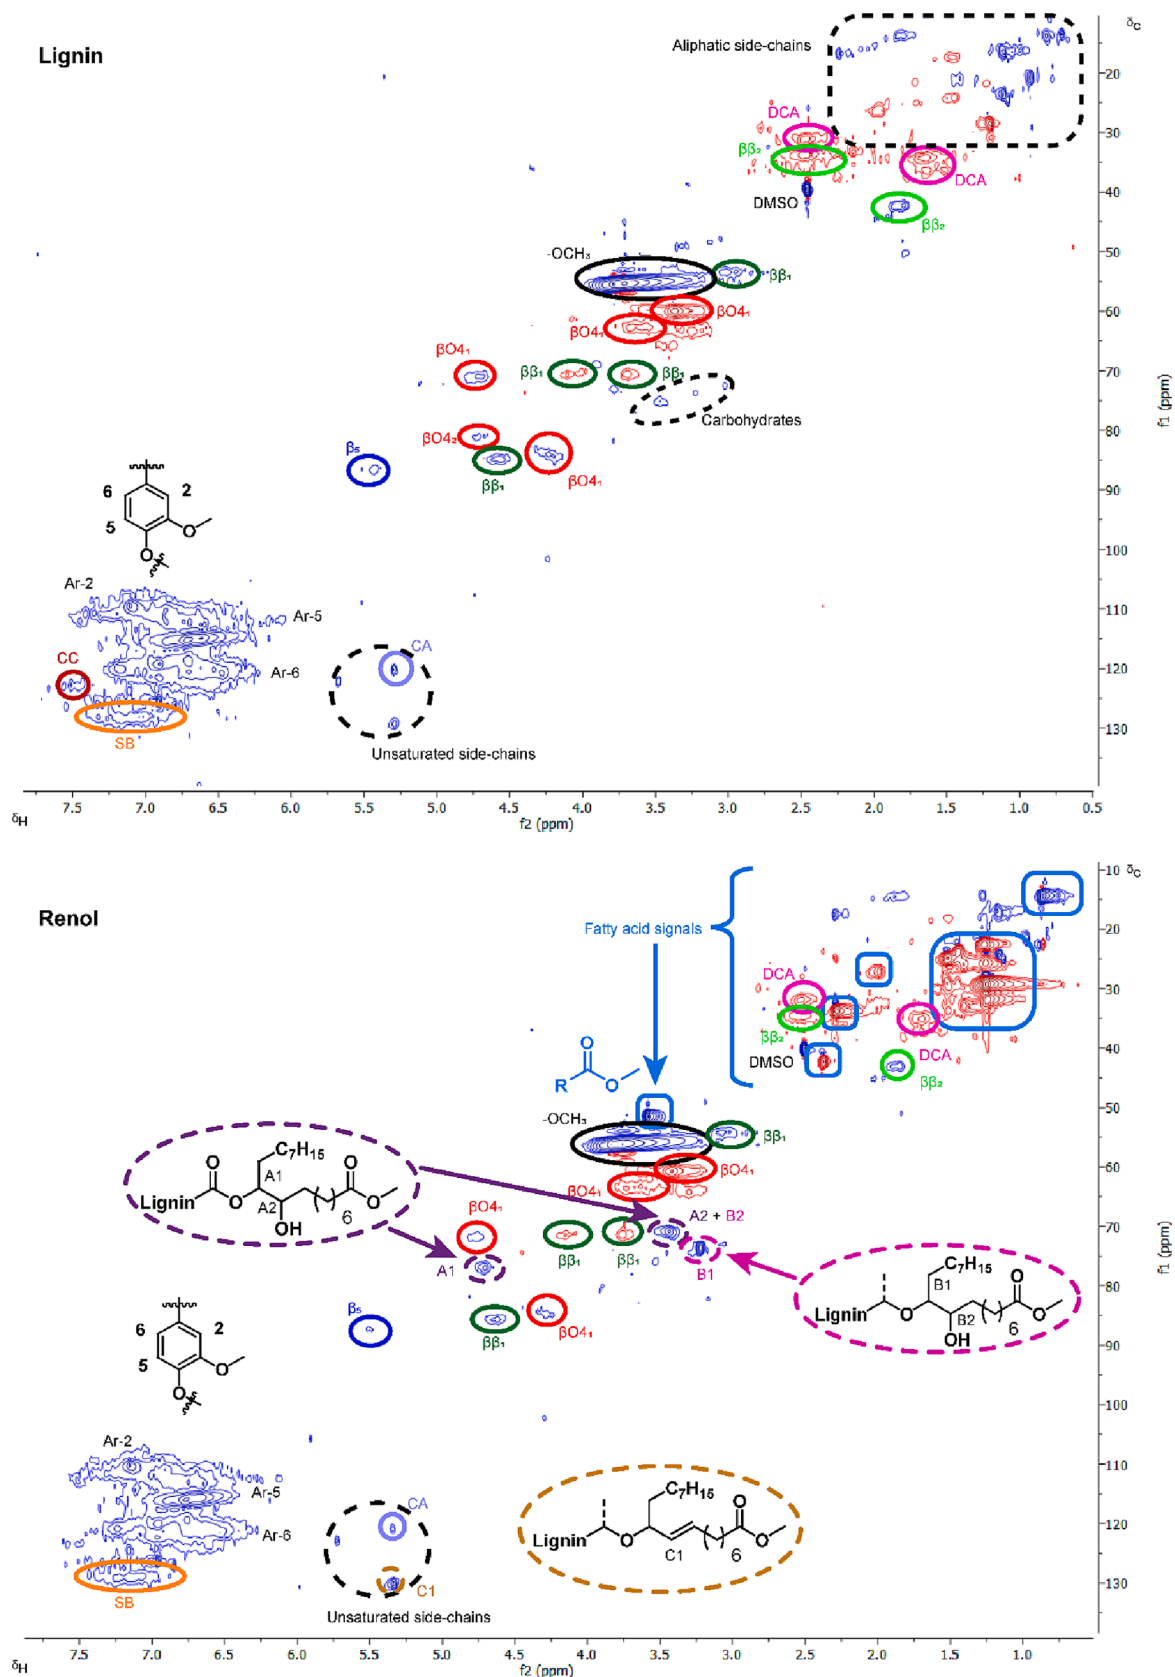 Lignin
Aliphatic side-chains
δC
10
20
DCA
30
ββ₂
DCA
40
DMSO
ββ₂
50
-OCH₃
ββ₁
60
βO4₁
βO4₁
βO4₁
ββ₁
ββ₁
70
Carbohydrates
f1 (ppm)
βO4₂
80
β₅
ββ₁
βO4₁
90
6
2
5
O
O
100
Ar-2
110
Ar-5
CC
CA
Ar-6
120
SB
Unsaturated side-chains
130
7.5 7.0 6.5 6.0 5.5 5.0 4.5 4.0 3.5 3.0 2.5 2.0 1.5 1.0 0.5
δH
f2 (ppm)
10
δC
Renol
Fatty acid signals
20
DCA
30
ββ₂
DCA
DMSO
40
ββ₂
O
R
O
50
-OCH₃
ββ₁
C₇H₁₅
O
O
A1
Lignin
O
O
A2
6
OH
βO4₁
60
βO4₁
βO4₁
A2 + B2
70
A1
ββ₁
ββ₁
B1
f1 (ppm)
C₇H₁₅
O
B1
Lignin
O
O
B2
6
OH
80
β₅
ββ₁
βO4₁
90
6
2
5
O
O
100
Ar-2
110
Ar-5
C₇H₁₅
O
Lignin
O
O
C1
6
CA
Ar-6
120
SB
C1
130
Unsaturated side-chains
7.5 7.0 6.5 6.0 5.5 5.0 4.5 4.0 3.5 3.0 2.5 2.0 1.5 1.0
δH
f2 (ppm)